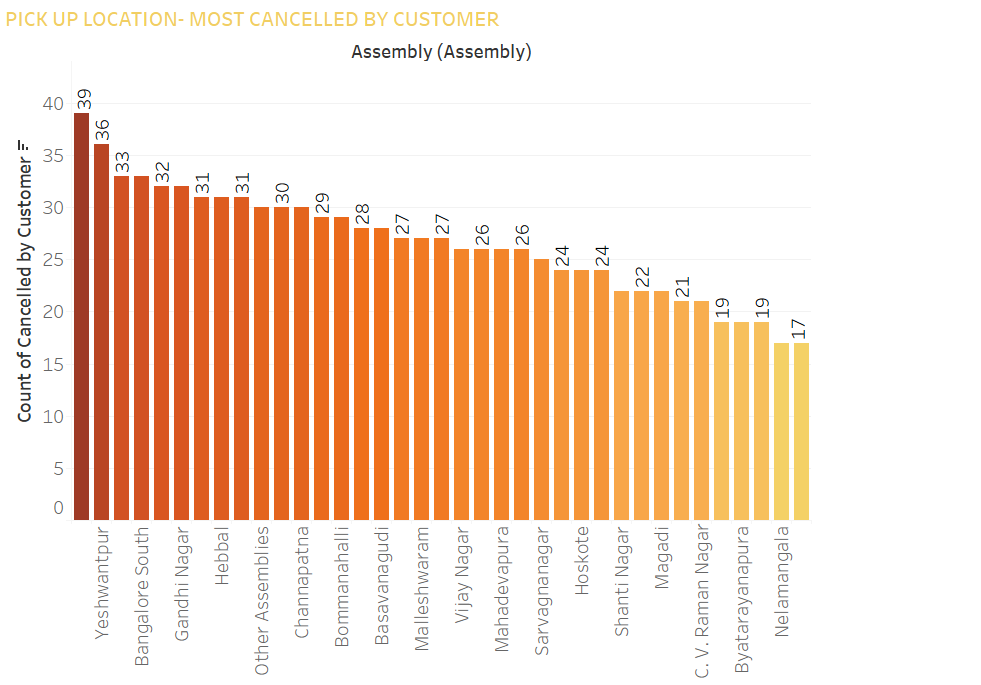 PICK UP LOCATION- MOST CANCELLED BY CUSTOMER
Assembly (Assembly)
Count of Cancelled by Customer
40
35
30
25
20
15
10
5
0
39
36
33
32
31
31
30
29
28
27
27
26
26
24
24
22
21
19
19
17
Yeshwantpur
Bangalore South
Gandhi Nagar
Hebbal
Other Assemblies
Channapatna
Bommanahalli
Basavanagudi
Malleshwaram
Vijay Nagar
Mahadevapura
Sarvagnanagar
Hoskote
Shanti Nagar
Magadi
C. V. Raman Nagar
Byatarayanapura
Nelamangala